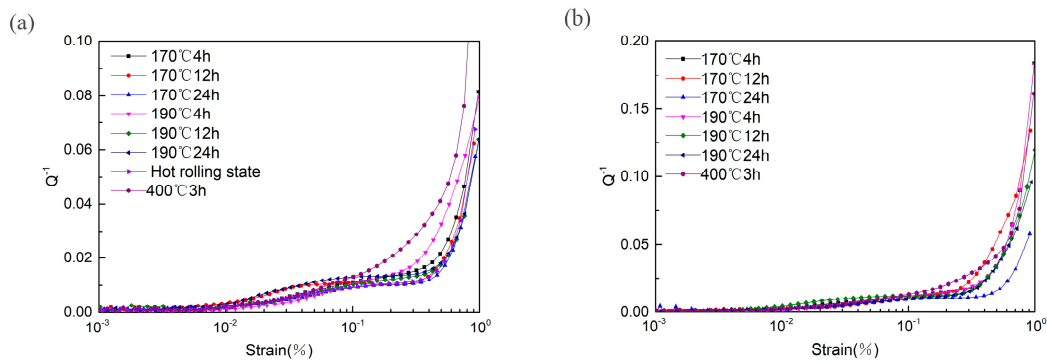 (a)
0.10
0.08
0.06
0.04
0.02
0.00
Q⁻¹
170℃4h
170℃12h
170℃24h
190℃4h
190℃12h
190℃24h
Hot rolling state
400℃3h
10⁻³
10⁻²
10⁻¹
10⁰
Strain(%)
(b)
0.20
0.15
0.10
0.05
0.00
Q⁻¹
170℃4h
170℃12h
170℃24h
190℃4h
190℃12h
190℃24h
400℃3h
10⁻³
10⁻²
10⁻¹
10⁰
Strain(%)